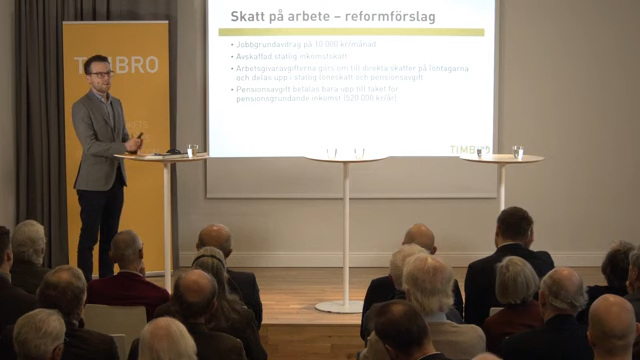 Skatt på arbete – reformförslag
• Jobbgrundavdrag på 10 000 kr/månad
• Avskaffad statlig inkomstskatt
• Arbetsgivaravgifterna görs om till direkta skatter på löntagarna
och delas upp i statlig löneskatt och pensionsavgift
• Pensionsavgift betalas bara upp till taket för
pensionsgrundande inkomst (520 000 kr/år)
TIMBRO
TIMBRO